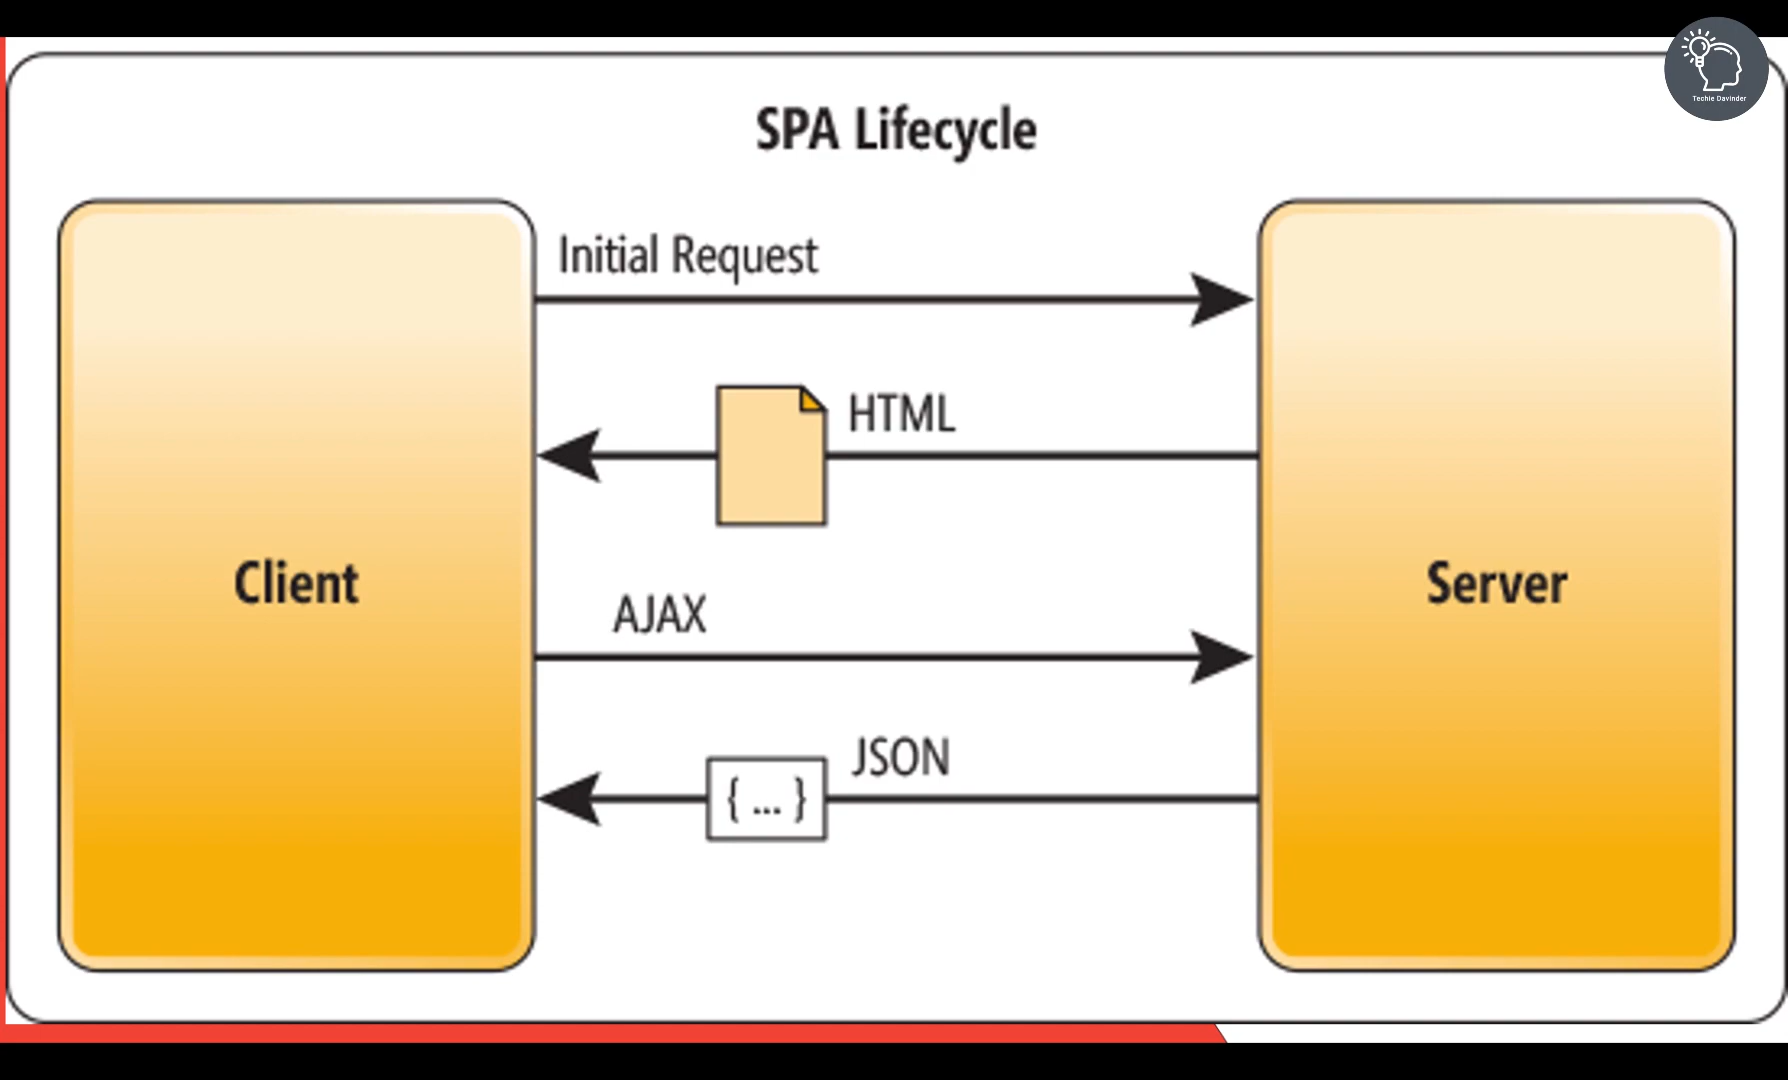 Techie Davinder
SPA Lifecycle
Initial Request
HTML
Client
Server
AJAX
JSON
{ ... }